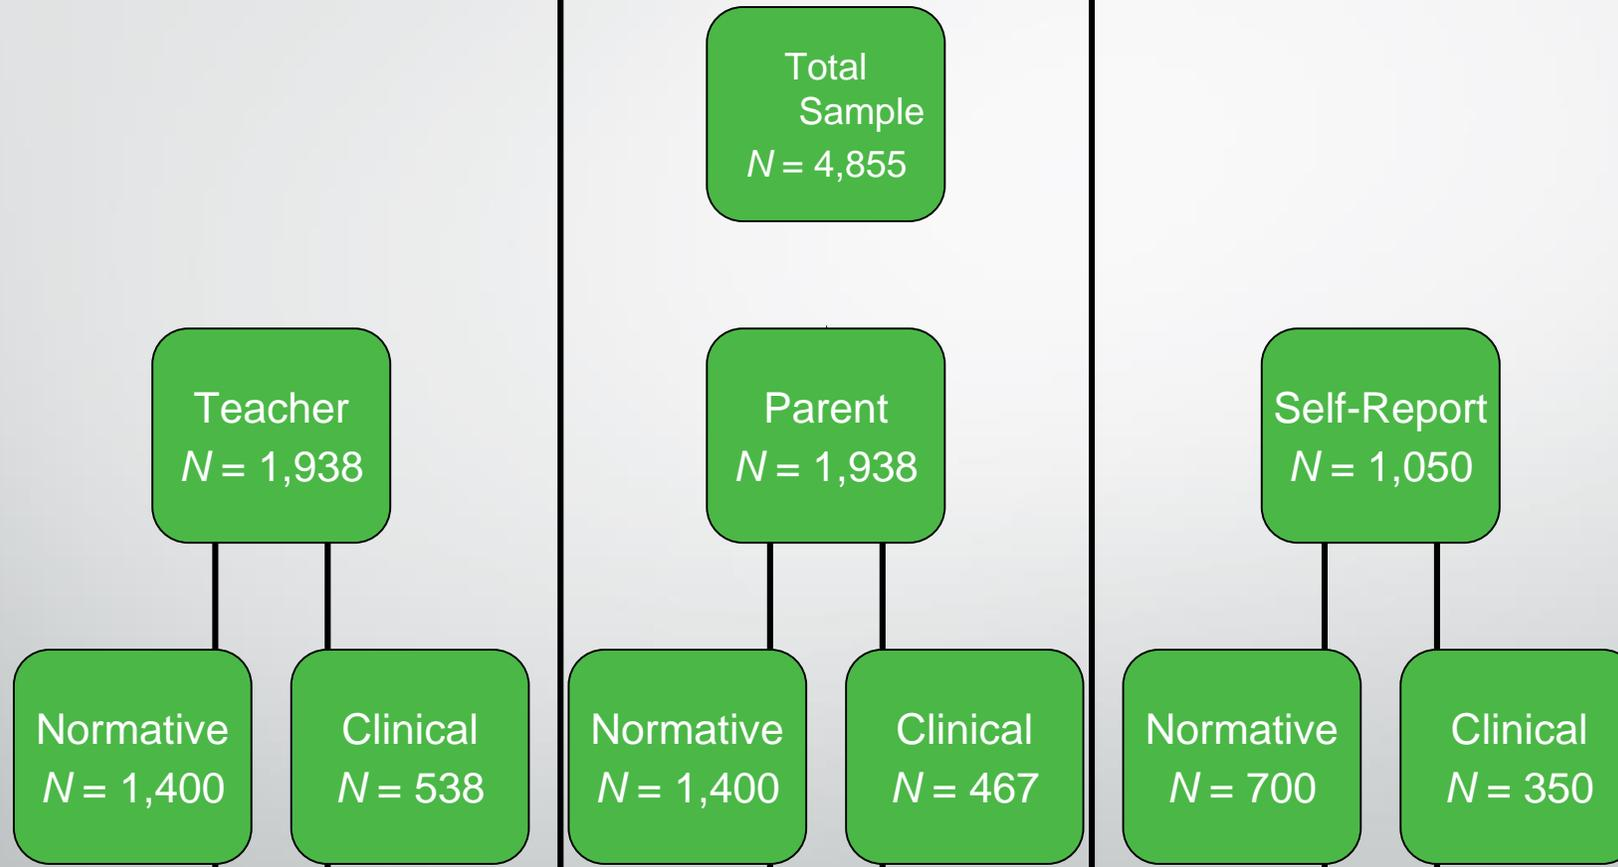 Total
Sample
N = 4,855
Teacher
N = 1,938
Parent
N = 1,938
Self-Report
N = 1,050
Normative
N = 1,400
Clinical
N = 538
Normative
N = 1,400
Clinical
N = 467
Normative
N = 700
Clinical
N = 350